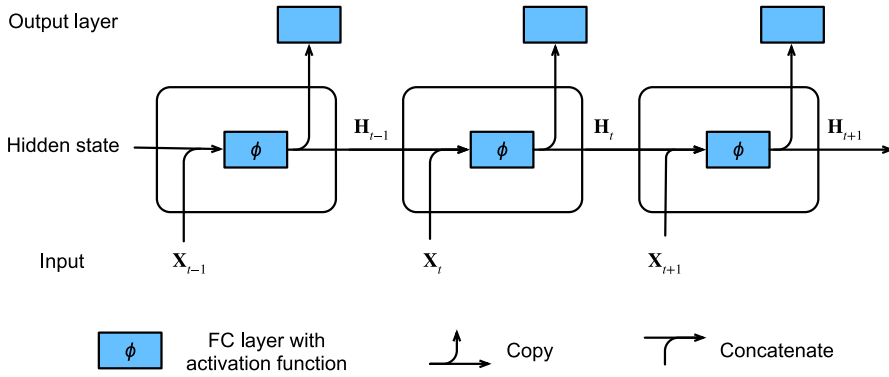 Output layer
Hidden state
ϕ
H_{t−1}
ϕ
H_t
ϕ
H_{t+1}
Input
X_{t−1}
X_t
X_{t+1}
ϕ
FC layer with
activation function
Copy
Concatenate